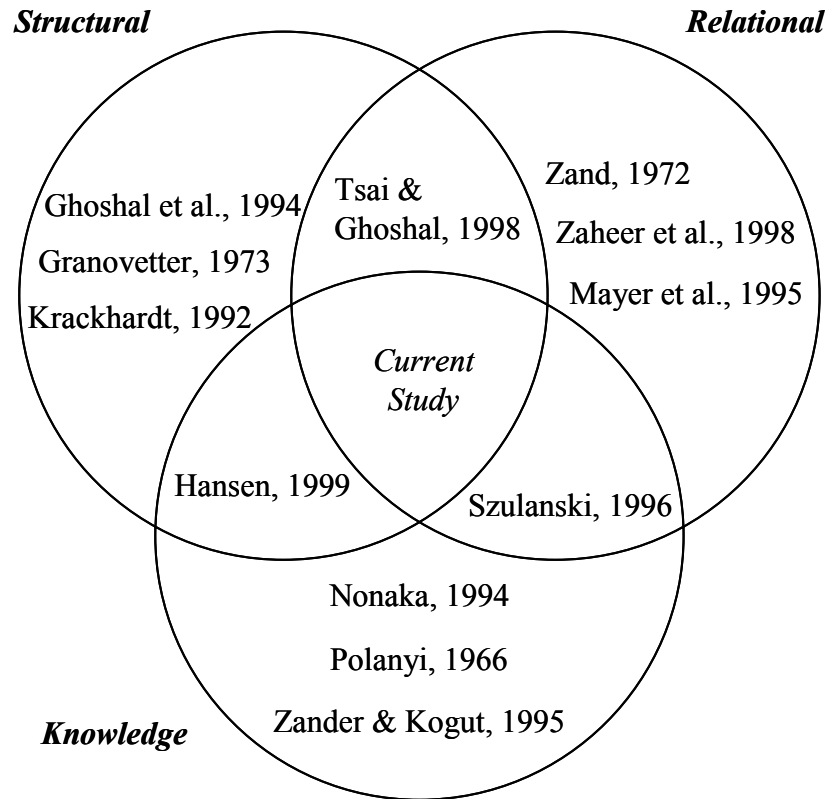 Structural
Relational
Ghoshal et al., 1994
Granovetter, 1973
Krackhardt, 1992
Tsai &
Ghoshal, 1998
Zand, 1972
Zaheer et al., 1998
Mayer et al., 1995
Current
Study
Hansen, 1999
Szulanski, 1996
Nonaka, 1994
Polanyi, 1966
Zander & Kogut, 1995
Knowledge